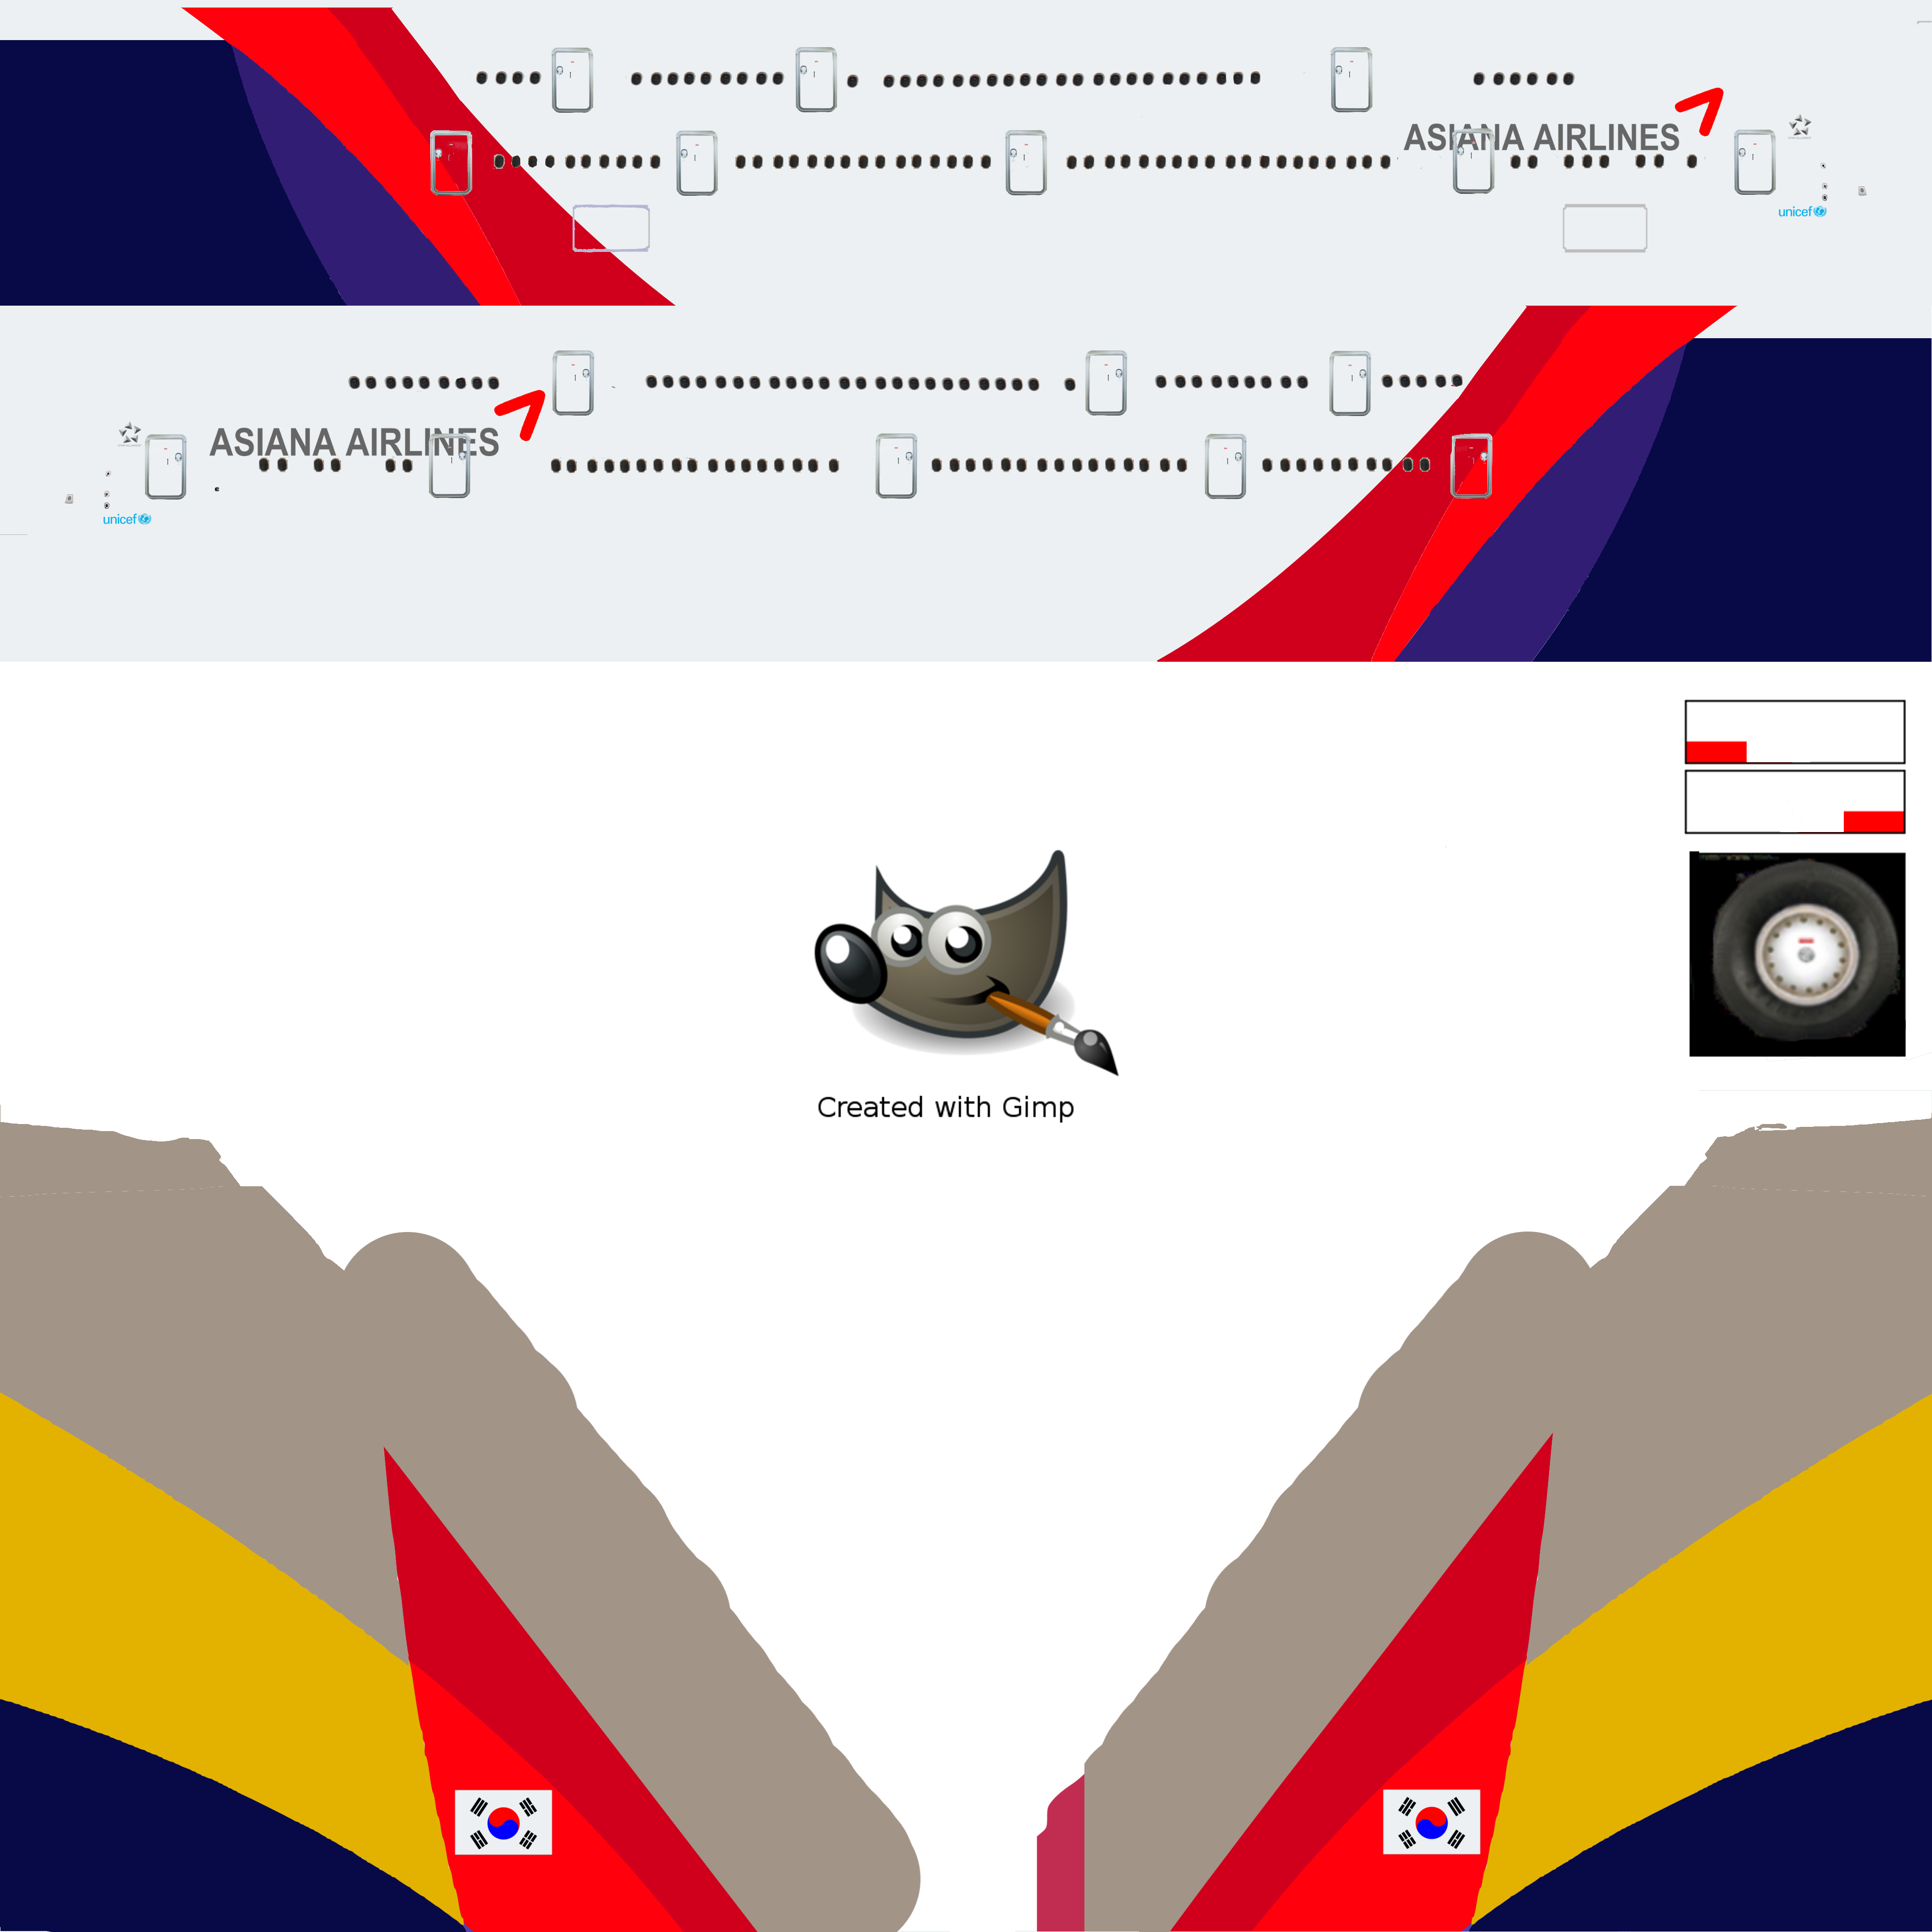 ASIANA AIRLINES
unicef
ASIANA AIRLINES
unicef
Created with Gimp